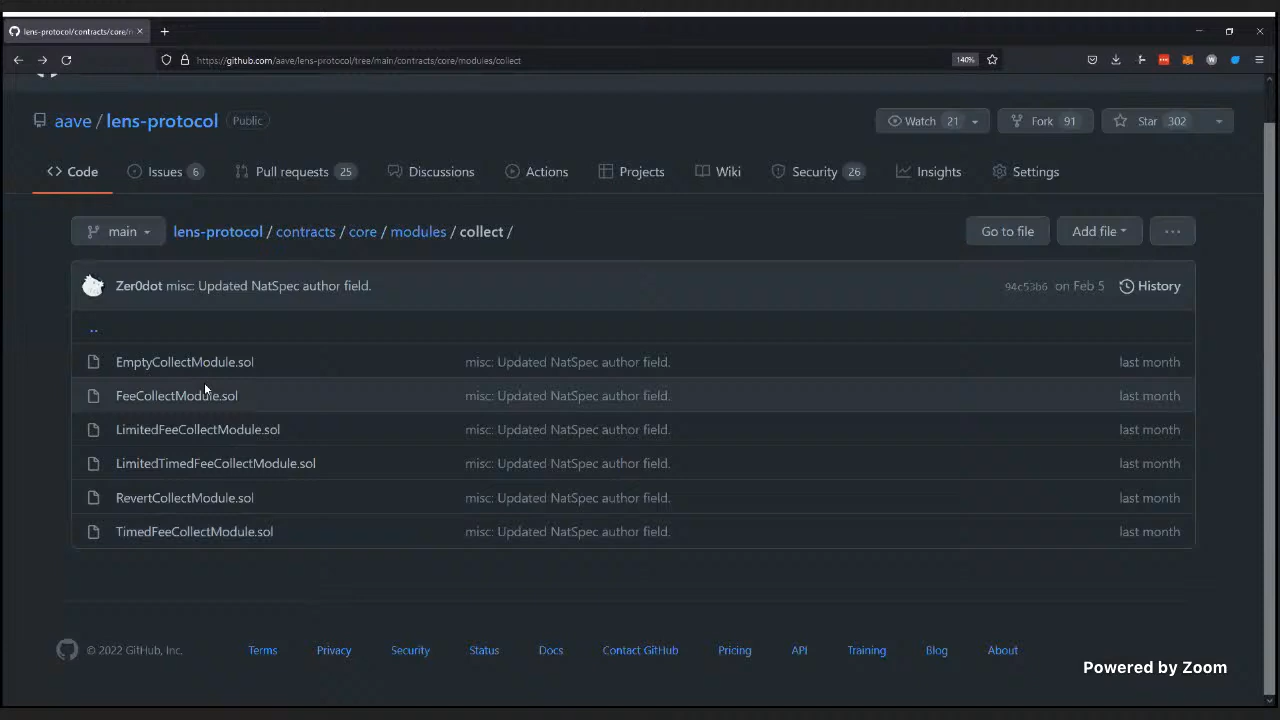 lens-protocol/contracts/core/m
https://github.com/aave/lens-protocol/tree/main/contracts/core/modules/collect
140%
aave / lens-protocol Public
Watch 21
Fork 91
Star 302
<> Code
Issues 6
Pull requests 25
Discussions
Actions
Projects
Wiki
Security 26
Insights
Settings
main
lens-protocol / contracts / core / modules / collect /
Go to file
Add file
...
Zer0dot misc: Updated NatSpec author field.
94c53b6 on Feb 5 History
..
EmptyCollectModule.sol misc: Updated NatSpec author field. last month
FeeCollectModule.sol misc: Updated NatSpec author field. last month
LimitedFeeCollectModule.sol misc: Updated NatSpec author field. last month
LimitedTimedFeeCollectModule.sol misc: Updated NatSpec author field. last month
RevertCollectModule.sol misc: Updated NatSpec author field. last month
TimedFeeCollectModule.sol misc: Updated NatSpec author field. last month
© 2022 GitHub, Inc. Terms Privacy Security Status Docs Contact GitHub Pricing API Training Blog About
Powered by Zoom